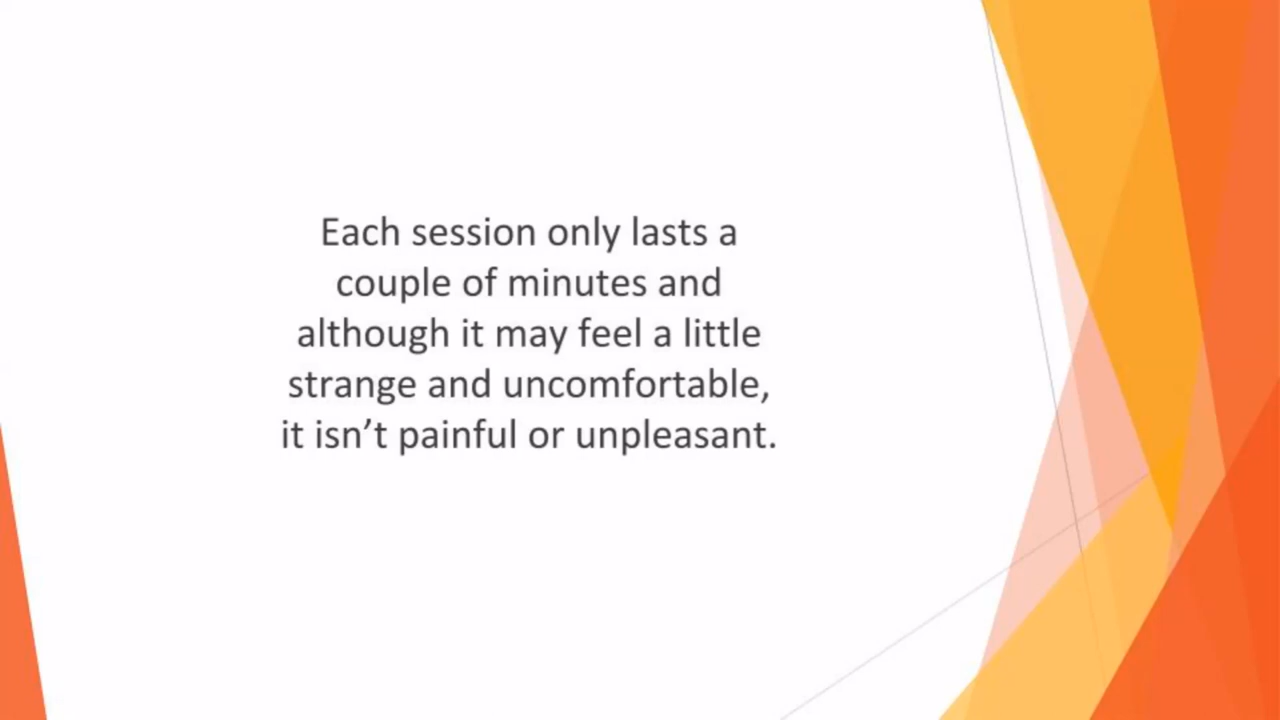 Each session only lasts a
couple of minutes and
although it may feel a little
strange and uncomfortable,
it isn’t painful or unpleasant.